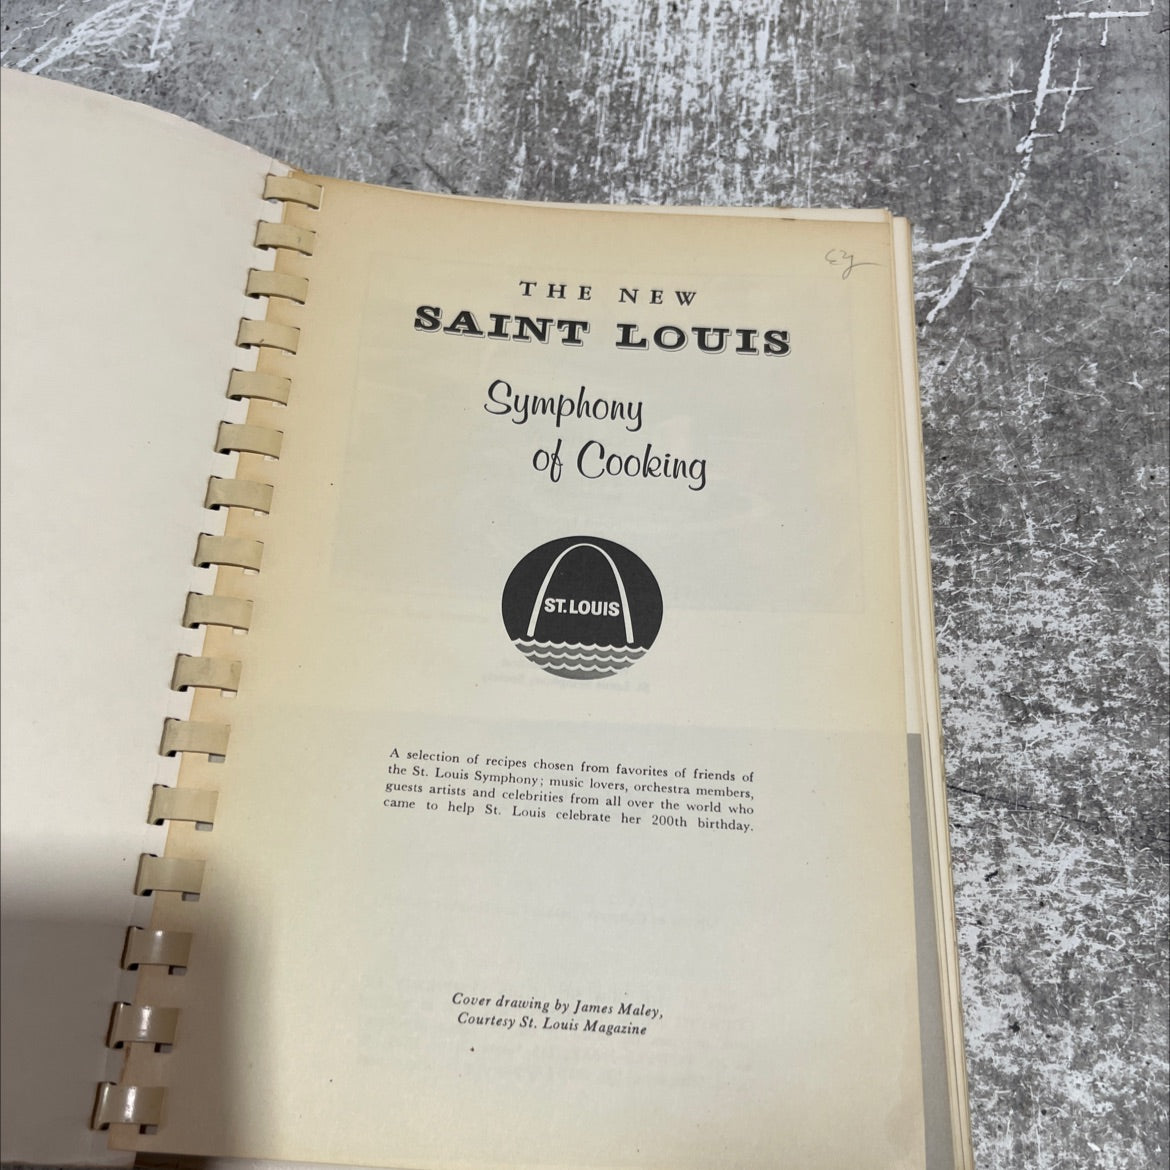 THE NEW
SAINT LOUIS
Symphony
of Cooking
ST. LOUIS
A selection of recipes chosen from favorites of friends of
the St. Louis Symphony; music lovers, orchestra members,
guests artists and celebrities from all over the world who
came to help St. Louis celebrate her 200th birthday.
Cover drawing by James Maley,
Courtesy St. Louis Magazine